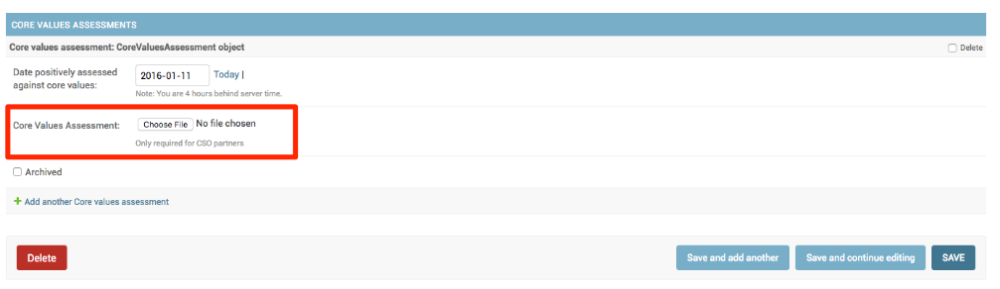 CORE VALUES ASSESSMENTS
Core values assessment: CoreValuesAssessment object
Delete
Date positively assessed
against core values:
2016-01-11
Today |
Note: You are 4 hours behind server time.
Core Values Assessment:
Choose File No file chosen
Only required for CSO partners
Archived
+ Add another Core values assessment
Delete
Save and add another
Save and continue editing
SAVE